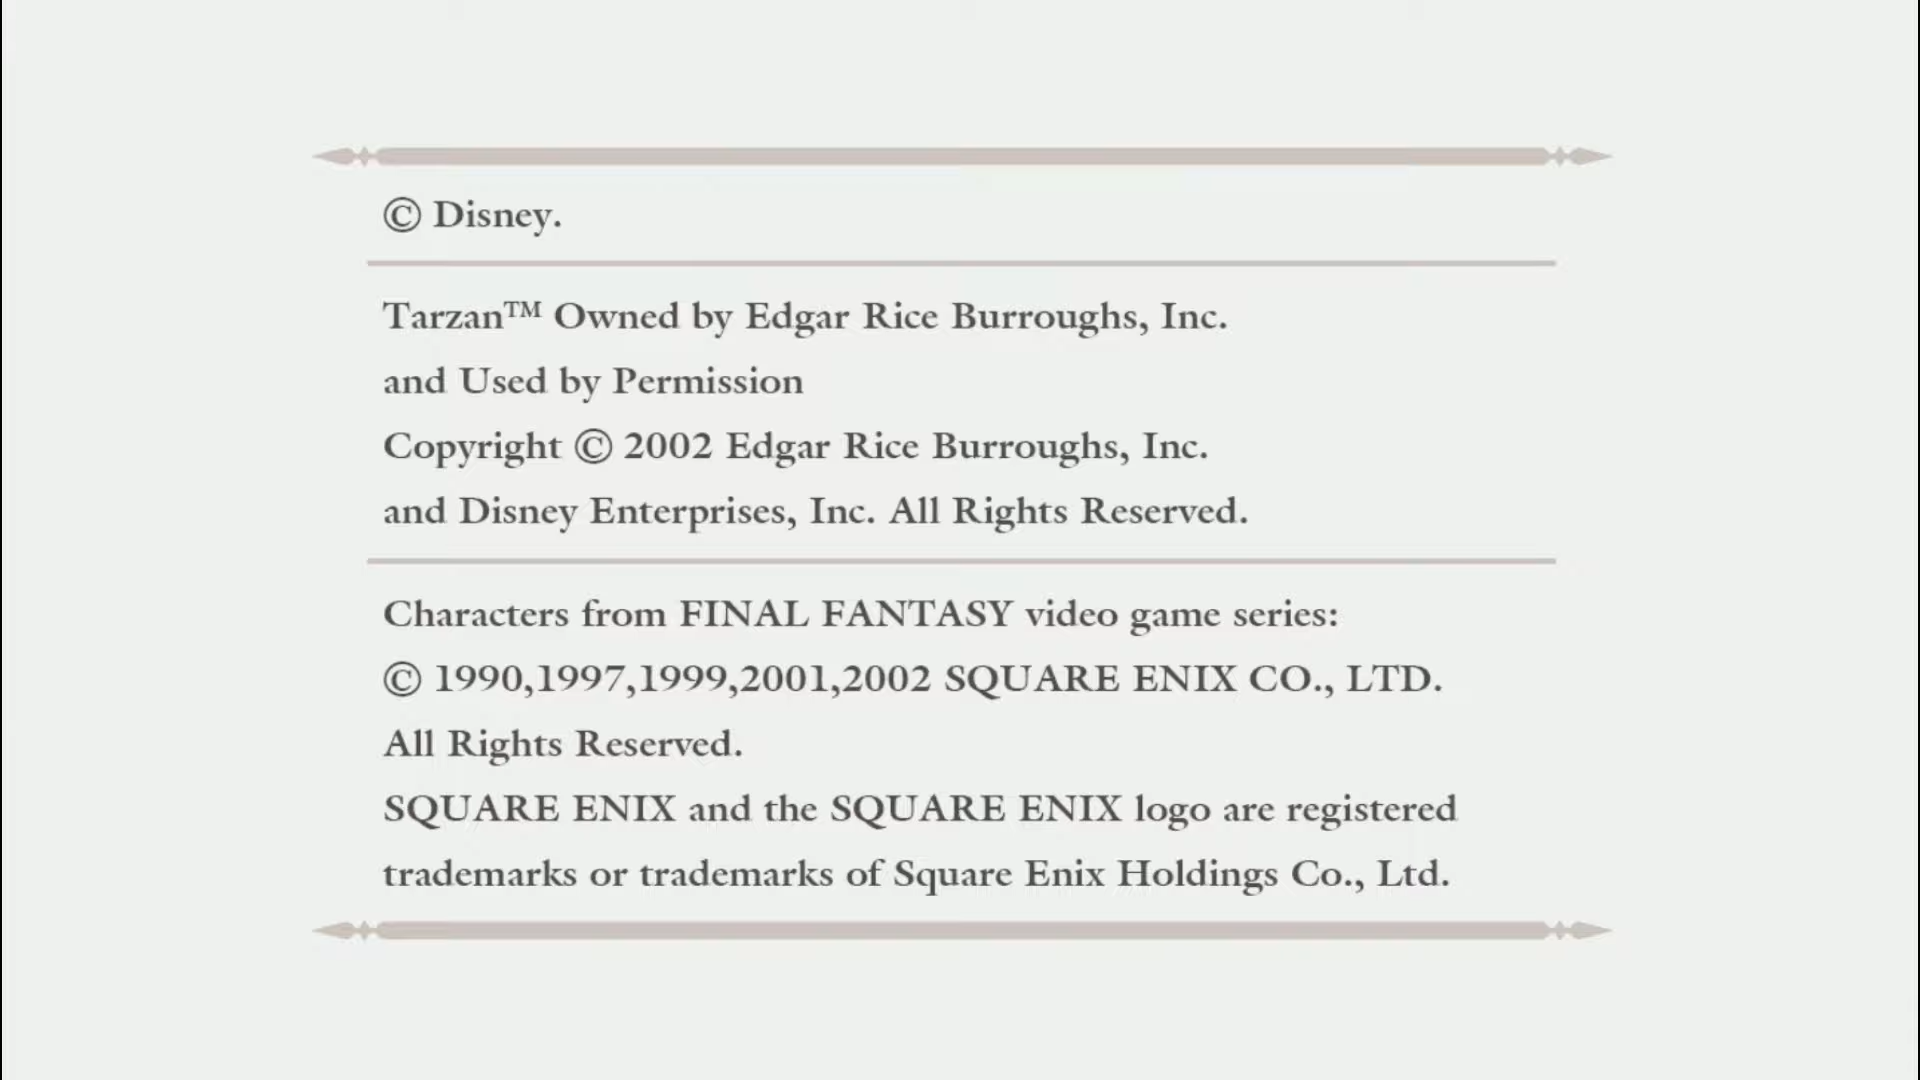 © Disney.
Tarzan™ Owned by Edgar Rice Burroughs, Inc.
and Used by Permission
Copyright © 2002 Edgar Rice Burroughs, Inc.
and Disney Enterprises, Inc. All Rights Reserved.
Characters from FINAL FANTASY video game series:
© 1990,1997,1999,2001,2002 SQUARE ENIX CO., LTD.
All Rights Reserved.
SQUARE ENIX and the SQUARE ENIX logo are registered
trademarks or trademarks of Square Enix Holdings Co., Ltd.